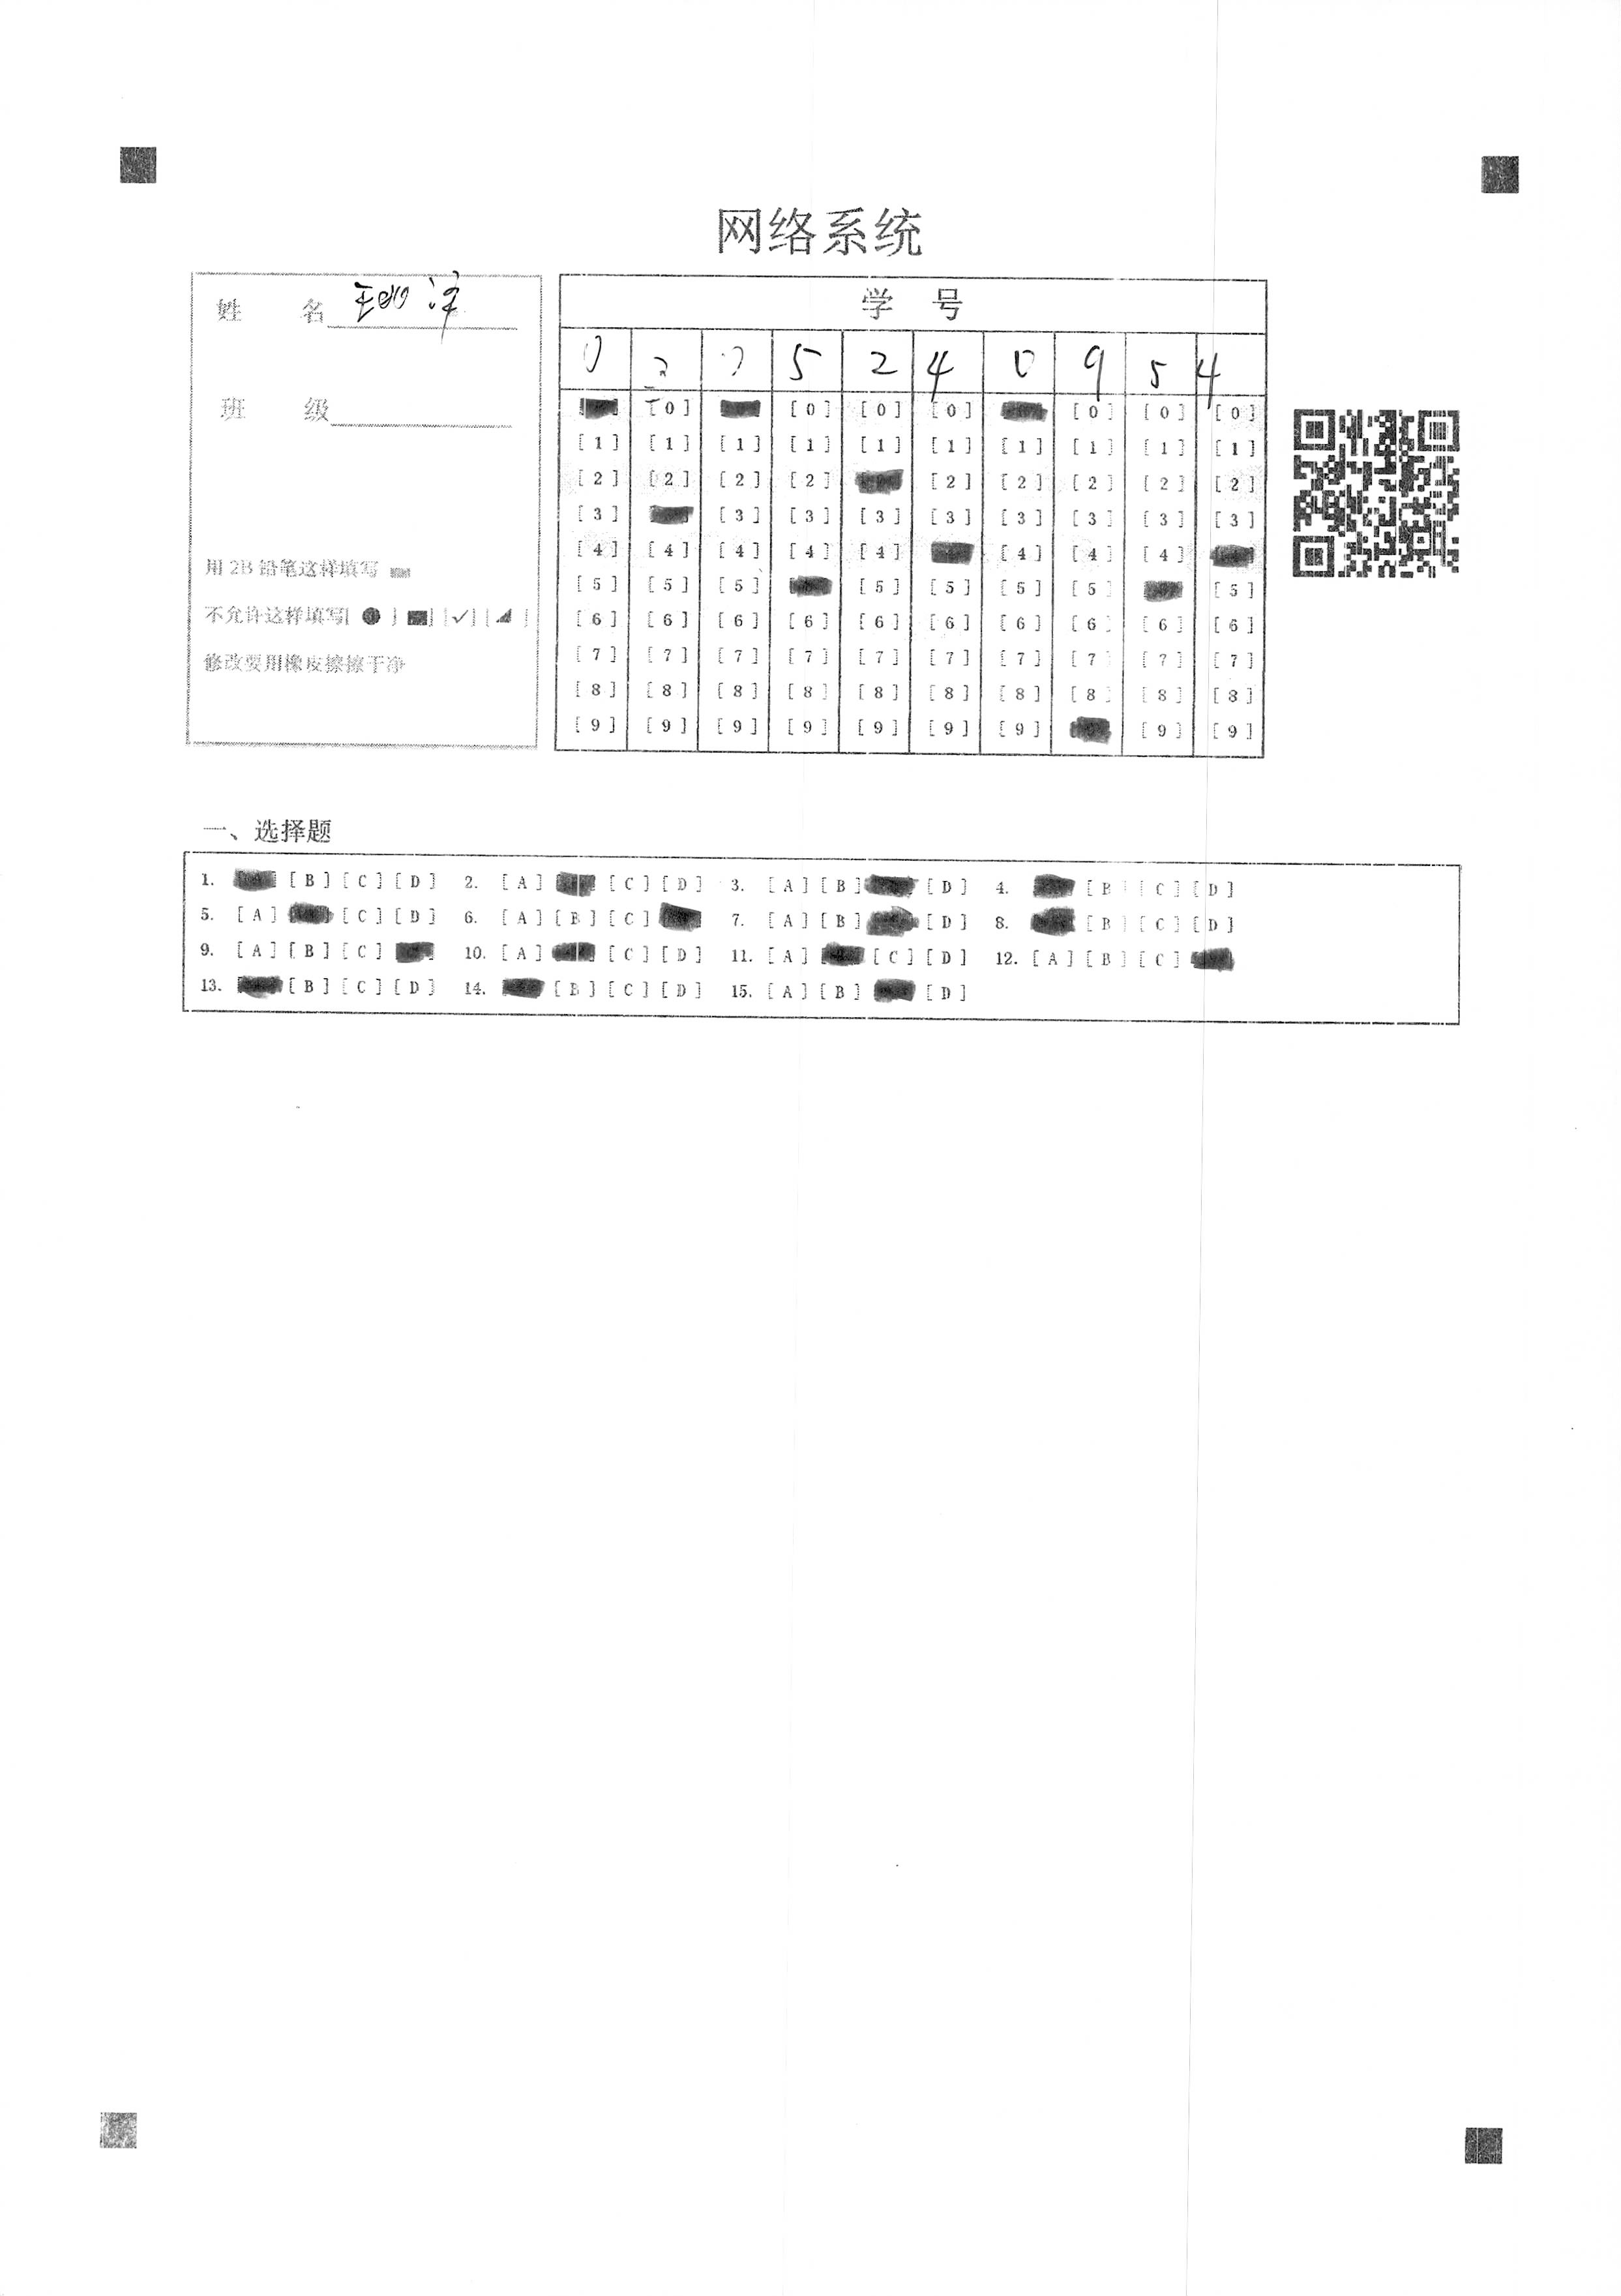 网络系统
姓 名
班 级
用 2B 铅笔这样填写
不允许这样填写[ ● ] [■] [✓] [◢]
修改要用橡皮擦擦干净
学 号
0 3 0 5 2 4 0 9 5 4
[0] [0] [0] [0] [0] [0] [0]
[1] [1] [1] [1] [1] [1] [1] [1] [1] [1]
[2] [2] [2] [2] [2] [2] [2] [2] [2]
[3] [3] [3] [3] [3] [3] [3] [3] [3]
[4] [4] [4] [4] [4] [4] [4] [4]
[5] [5] [5] [5] [5] [5] [5] [5]
[6] [6] [6] [6] [6] [6] [6] [6] [6] [6]
[7] [7] [7] [7] [7] [7] [7] [7] [7] [7]
[8] [8] [8] [8] [8] [8] [8] [8] [8] [8]
[9] [9] [9] [9] [9] [9] [9] [9] [9]
一、选择题
1. [B] [C] [D] 2. [A] [C] [D] 3. [A] [B] [D] 4. [B] [C] [D]
5. [A] [C] [D] 6. [A] [B] [C] 7. [A] [B] [D] 8. [B] [C] [D]
9. [A] [B] [C] 10. [A] [C] [D] 11. [A] [C] [D] 12. [A] [B] [C]
13. [B] [C] [D] 14. [B] [C] [D] 15. [A] [B] [D]